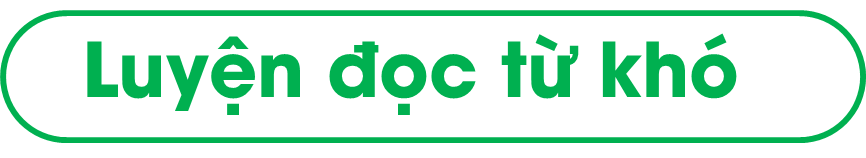 Luyện đọc từ khó